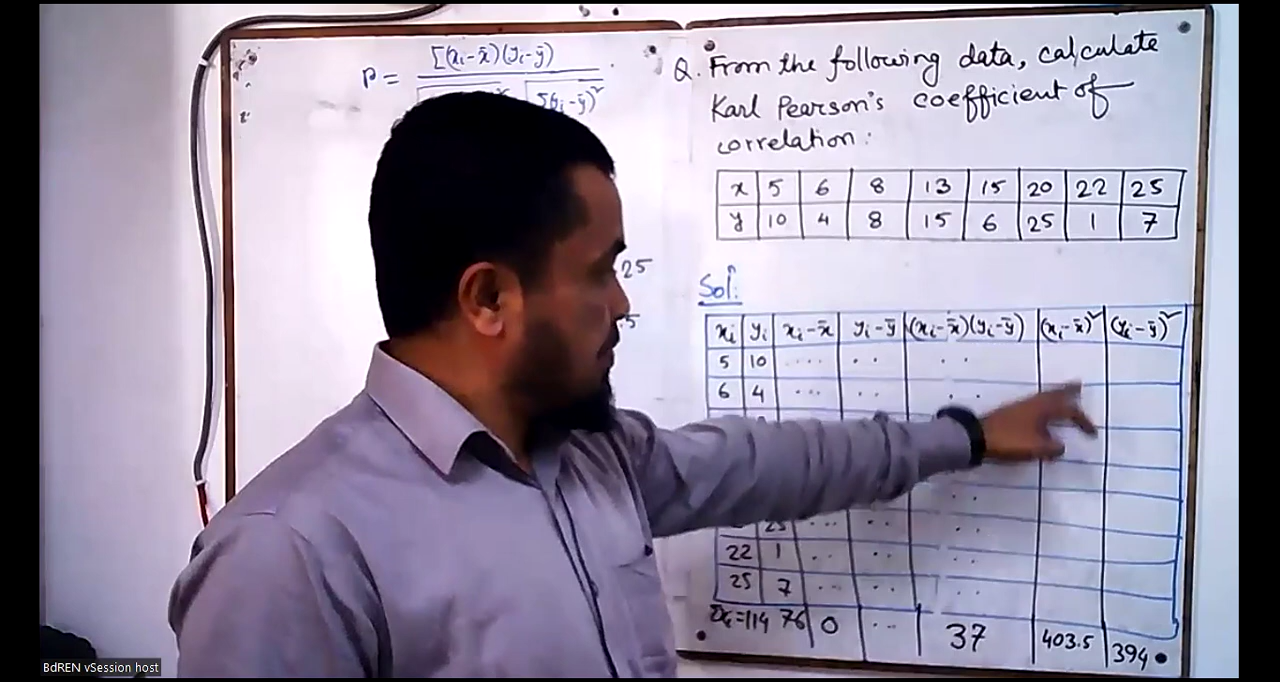 P = [(xi-x̄)(yi-ȳ)
Σ(yi-ȳ)²
.25
.5
Q. From the following data, calculate
Karl Pearson's coefficient of
correlation:
x 5 6 8 13 15 20 22 25
y 10 4 8 15 6 25 1 7
Sol:
xi yi xi-x̄ yi-ȳ (xi-x̄)(yi-ȳ) (xi-x̄)² (yi-ȳ)²
5 10 .... .. ..
6 4 ... .. ..
..
25 ... .. ..
22 1 .. .. ..
25 7 .. .. ..
=114 76 0 .. 37 403.5 394
BdREN vSession host